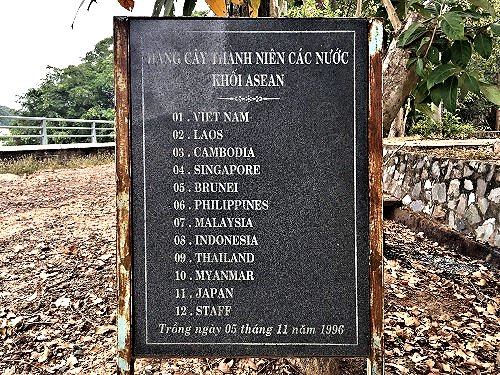 HÀNG CÂY THANH NIÊN CÁC NƯỚC
KHỐI ASEAN
01 . VIET NAM
02 . LAOS
03 . CAMBODIA
04 . SINGAPORE
05 . BRUNEI
06 . PHILIPPINES
07 . MALAYSIA
08 . INDONESIA
09 . THAILAND
10 . MYANMAR
11 . JAPAN
12 . STAFF
Trồng ngày 05 tháng 11 năm 1996